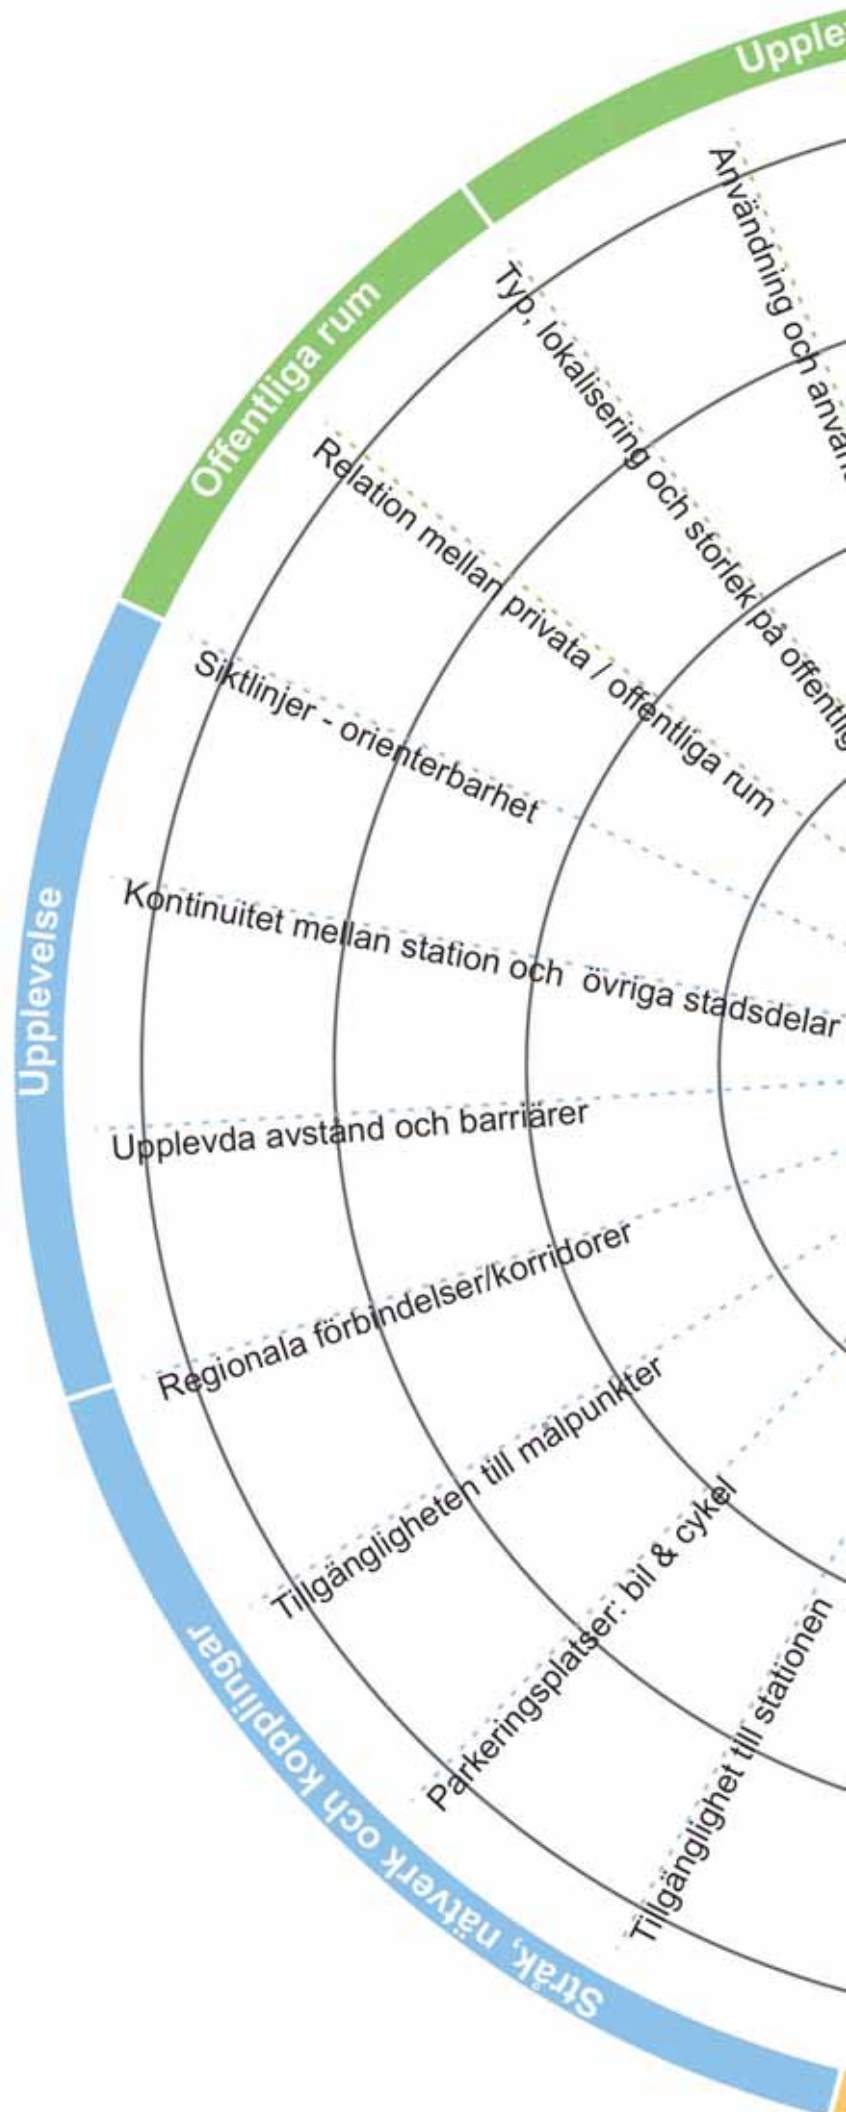 Användning och
Typ, lokalisering och storlek på
Offentliga rum
Relation mellan privata / offentliga rum
Siktlinjer - orienterbarhet
Upplevelse
Kontinuitet mellan station och övriga stadsdelar
Upplevda avstånd och barriärer
Regionala förbindelser/korridorer
Tillgängligheten till målpunkter
Parkeringsplatser: bil & cykel
Tillgänglighet till stationen
Stråk, nätverk och kopplingar